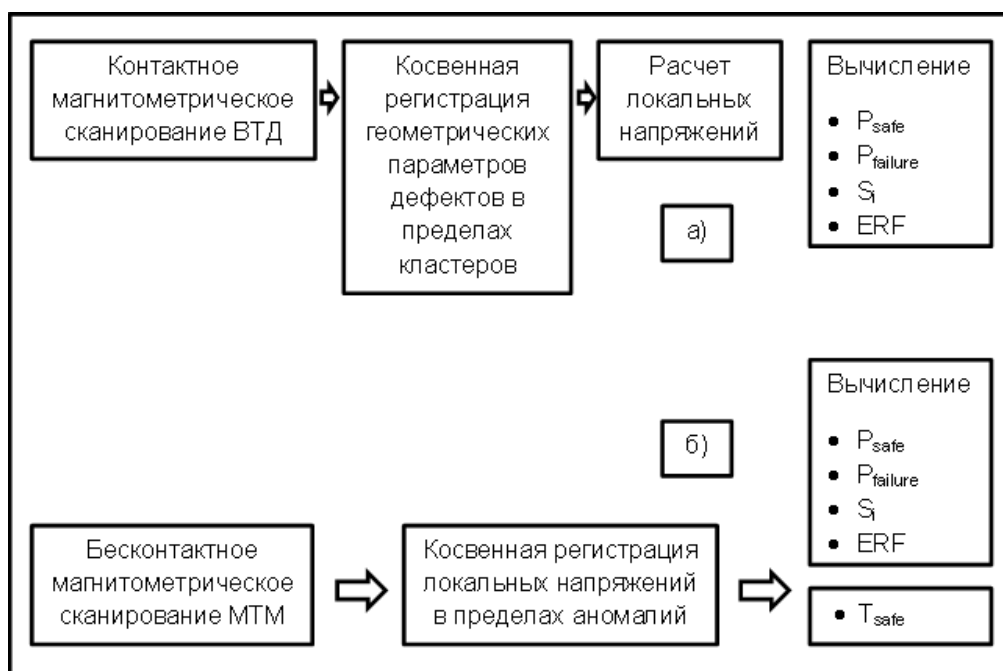 Контактное
магнитометрическое
сканирование ВТД
Косвенная
регистрация
геометрических
параметров
дефектов в
пределах
кластеров
Расчет
локальных
напряжений
Вычисление
• Psafe
• Pfailure
• Si
• ERF
а)
б)
Вычисление
• Psafe
• Pfailure
• Si
• ERF
Бесконтактное
магнитометрическое
сканирование МТМ
Косвенная регистрация
локальных напряжений
в пределах аномалий
• Tsafe